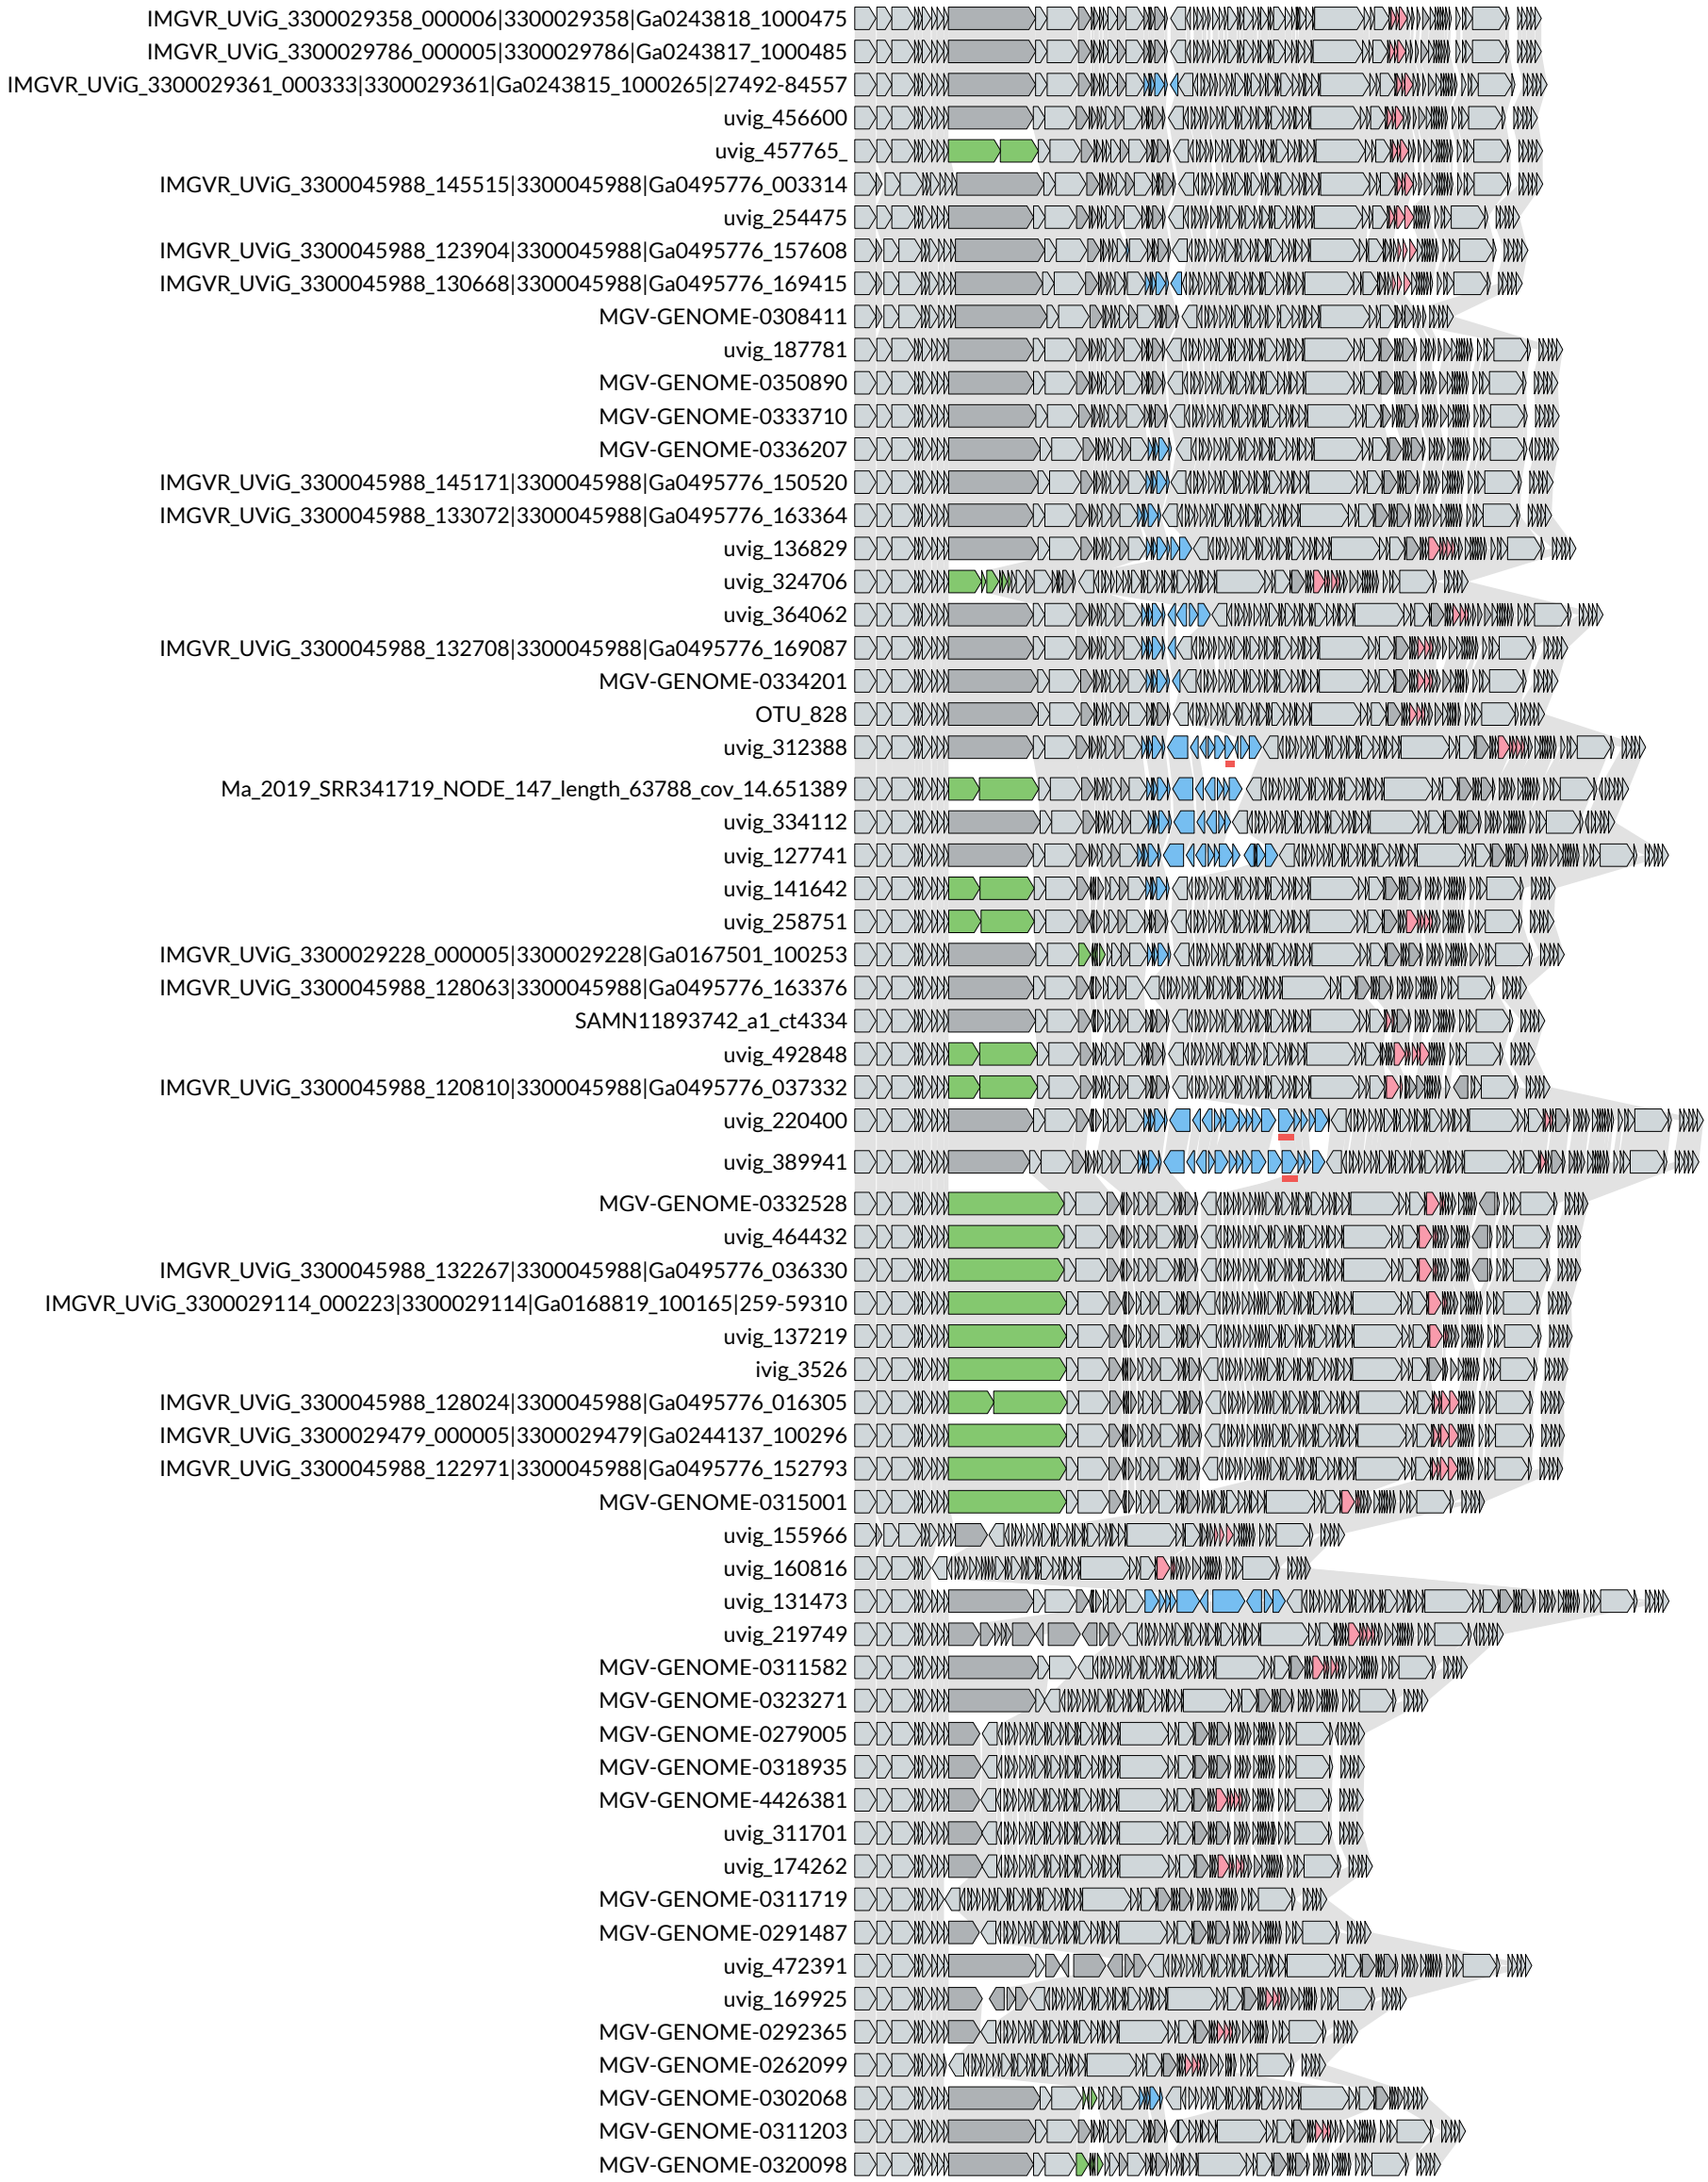 IMGVR_UViG_3300029358_000006|3300029358|Ga0243818_1000475
IMGVR_UViG_3300029786_000005|3300029786|Ga0243817_1000485
IMGVR_UViG_3300029361_000333|3300029361|Ga0243815_1000265|27492-84557
uvig_456600
uvig_457765_
IMGVR_UViG_3300045988_145515|3300045988|Ga0495776_003314
uvig_254475
IMGVR_UViG_3300045988_123904|3300045988|Ga0495776_157608
IMGVR_UViG_3300045988_130668|3300045988|Ga0495776_169415
MGV-GENOME-0308411
uvig_187781
MGV-GENOME-0350890
MGV-GENOME-0333710
MGV-GENOME-0336207
IMGVR_UViG_3300045988_145171|3300045988|Ga0495776_150520
IMGVR_UViG_3300045988_133072|3300045988|Ga0495776_163364
uvig_136829
uvig_324706
uvig_364062
IMGVR_UViG_3300045988_132708|3300045988|Ga0495776_169087
MGV-GENOME-0334201
OTU_828
uvig_312388
Ma_2019_SRR341719_NODE_147_length_63788_cov_14.651389
uvig_334112
uvig_127741
uvig_141642
uvig_258751
IMGVR_UViG_3300029228_000005|3300029228|Ga0167501_100253
IMGVR_UViG_3300045988_128063|3300045988|Ga0495776_163376
SAMN11893742_a1_ct4334
uvig_492848
IMGVR_UViG_3300045988_120810|3300045988|Ga0495776_037332
uvig_220400
uvig_389941
MGV-GENOME-0332528
uvig_464432
IMGVR_UViG_3300045988_132267|3300045988|Ga0495776_036330
IMGVR_UViG_3300029114_000223|3300029114|Ga0168819_100165|259-59310
uvig_137219
ivig_3526
IMGVR_UViG_3300045988_128024|3300045988|Ga0495776_016305
IMGVR_UViG_3300029479_000005|3300029479|Ga0244137_100296
IMGVR_UViG_3300045988_122971|3300045988|Ga0495776_152793
MGV-GENOME-0315001
uvig_155966
uvig_160816
uvig_131473
uvig_219749
MGV-GENOME-0311582
MGV-GENOME-0323271
MGV-GENOME-0279005
MGV-GENOME-0318935
MGV-GENOME-4426381
uvig_311701
uvig_174262
MGV-GENOME-0311719
MGV-GENOME-0291487
uvig_472391
uvig_169925
MGV-GENOME-0292365
MGV-GENOME-0262099
MGV-GENOME-0302068
MGV-GENOME-0311203
MGV-GENOME-0320098